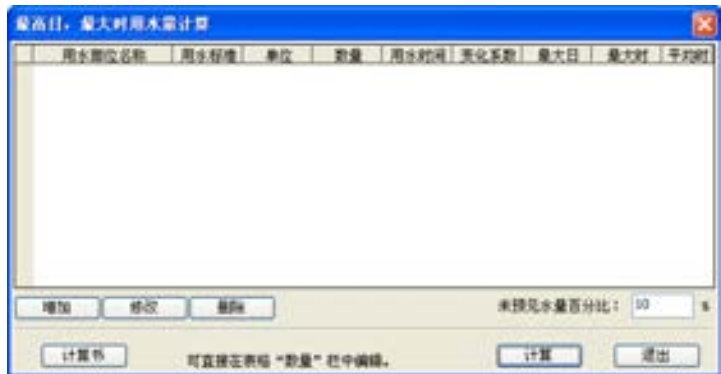 最高日，最大时用水量计算
用水部位名称 用水标准 单位 数量 用水时间 变化系数 最大日 最大时 平均时
增加 修改 删除 未预见水量百分比： 10 %
计算书 可直接在表格“数量”栏中编辑。 计算 退出